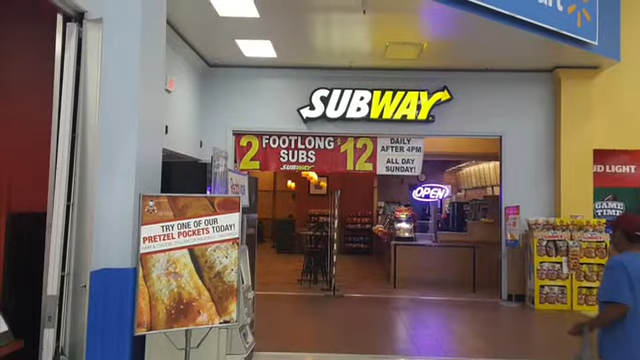 SUBWAY
2 FOOTLONG SUBS $12
SUBWAY
DAILY
AFTER 4PM
ALL DAY
SUNDAY!
OPEN
TRY ONE OF OUR
PRETZEL POCKETS TODAY!
BUD LIGHT
GAME
TIME